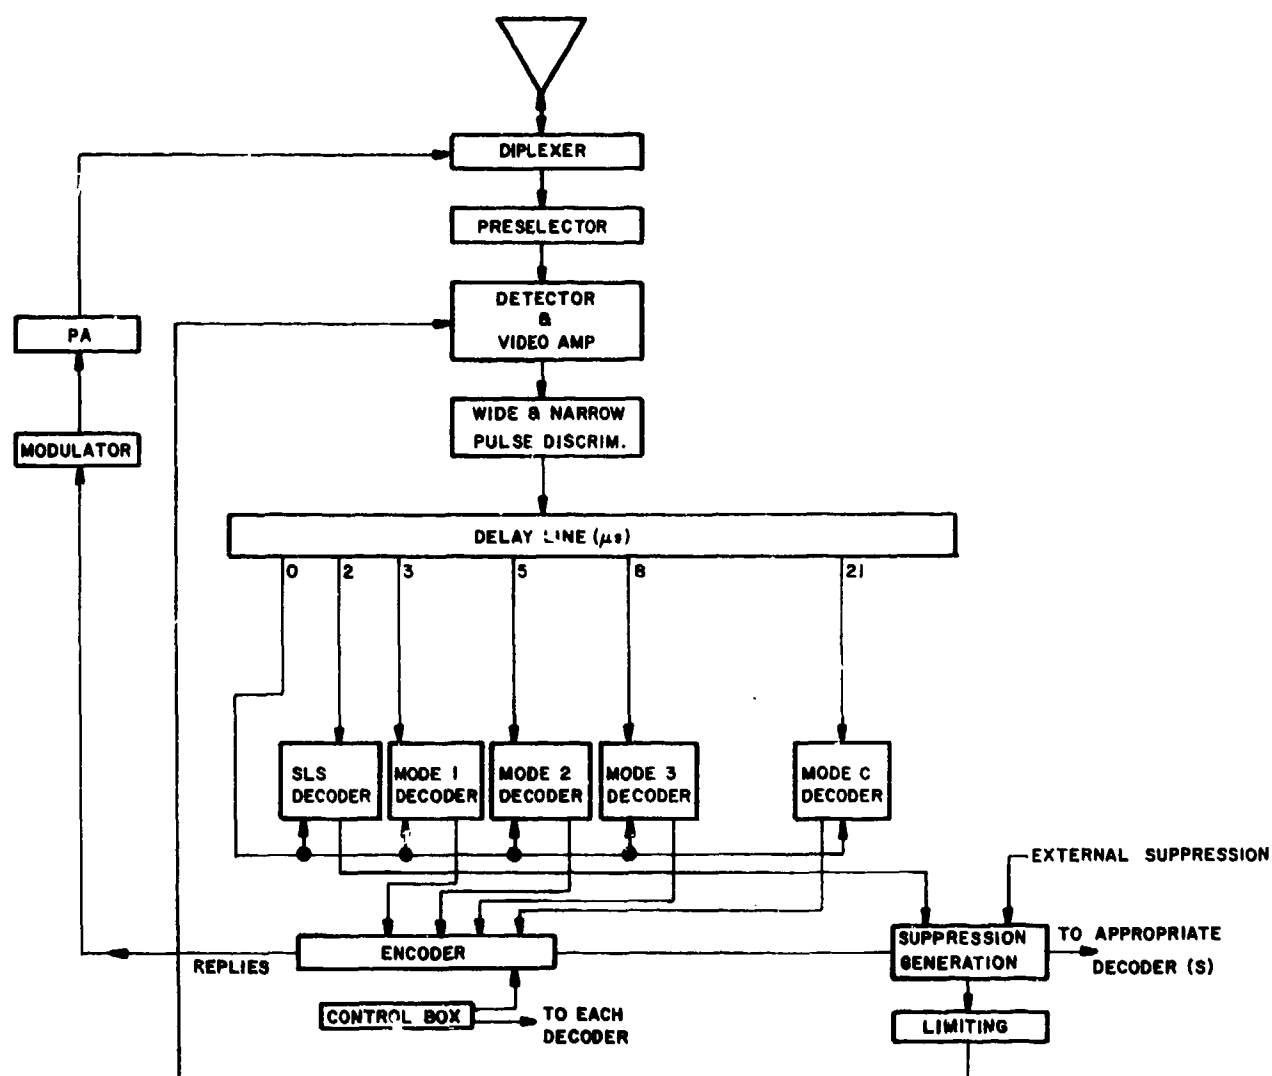 DIPLEXER
PRESELECTOR
DETECTOR
&
VIDEO AMP
PA
WIDE & NARROW
PULSE DISCRIM.
MODULATOR
DELAY LINE (μs)
0 2 3 5 8 21
SLS
DECODER
MODE 1
DECODER
MODE 2
DECODER
MODE 3
DECODER
MODE C
DECODER
EXTERNAL SUPPRESSION
REPLIES
ENCODER
SUPPRESSION
GENERATION
TO APPROPRIATE
DECODER (S)
CONTROL BOX
TO EACH
DECODER
LIMITING